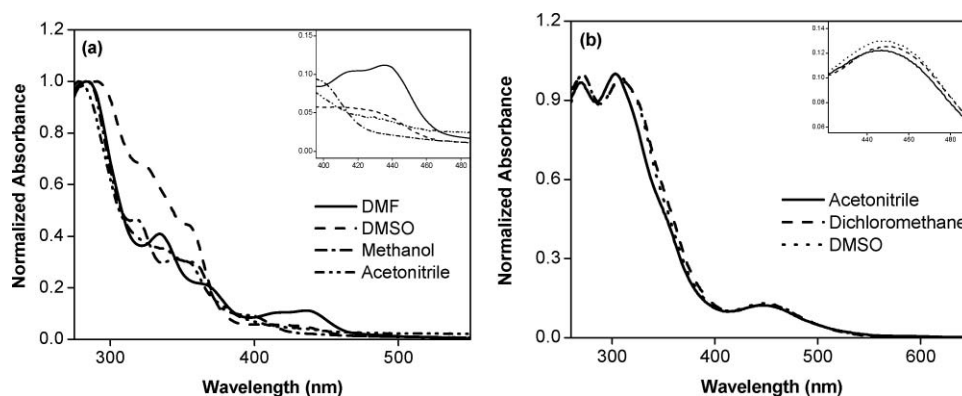 (a)
0.15
0.10
0.05
0.00
400 420 440 460 480
1.0
0.8
0.6
0.4
0.2
0.0
Normalized Absorbance
DMF
DMSO
Methanol
Acetonitrile
300 400 500
Wavelength (nm)
(b)
0.14
0.12
0.10
0.08
0.06
440 460 480
1.2
0.9
0.6
0.3
0.0
Normalized Absorbance
Acetonitrile
Dichloromethane
DMSO
300 400 500 600
Wavelength (nm)